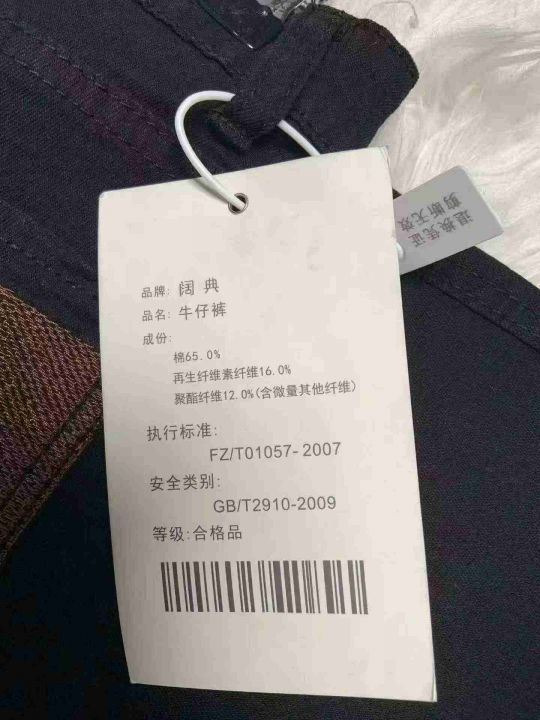 品牌: 阔 典
品名: 牛仔裤
成份:
棉65.0%
再生纤维素纤维16.0%
聚酯纤维12.0%(含微量其他纤维)
执行标准:
FZ/T01057-2007
安全类别:
GB/T2910-2009
等级:合格品
退换凭证
剪断无效